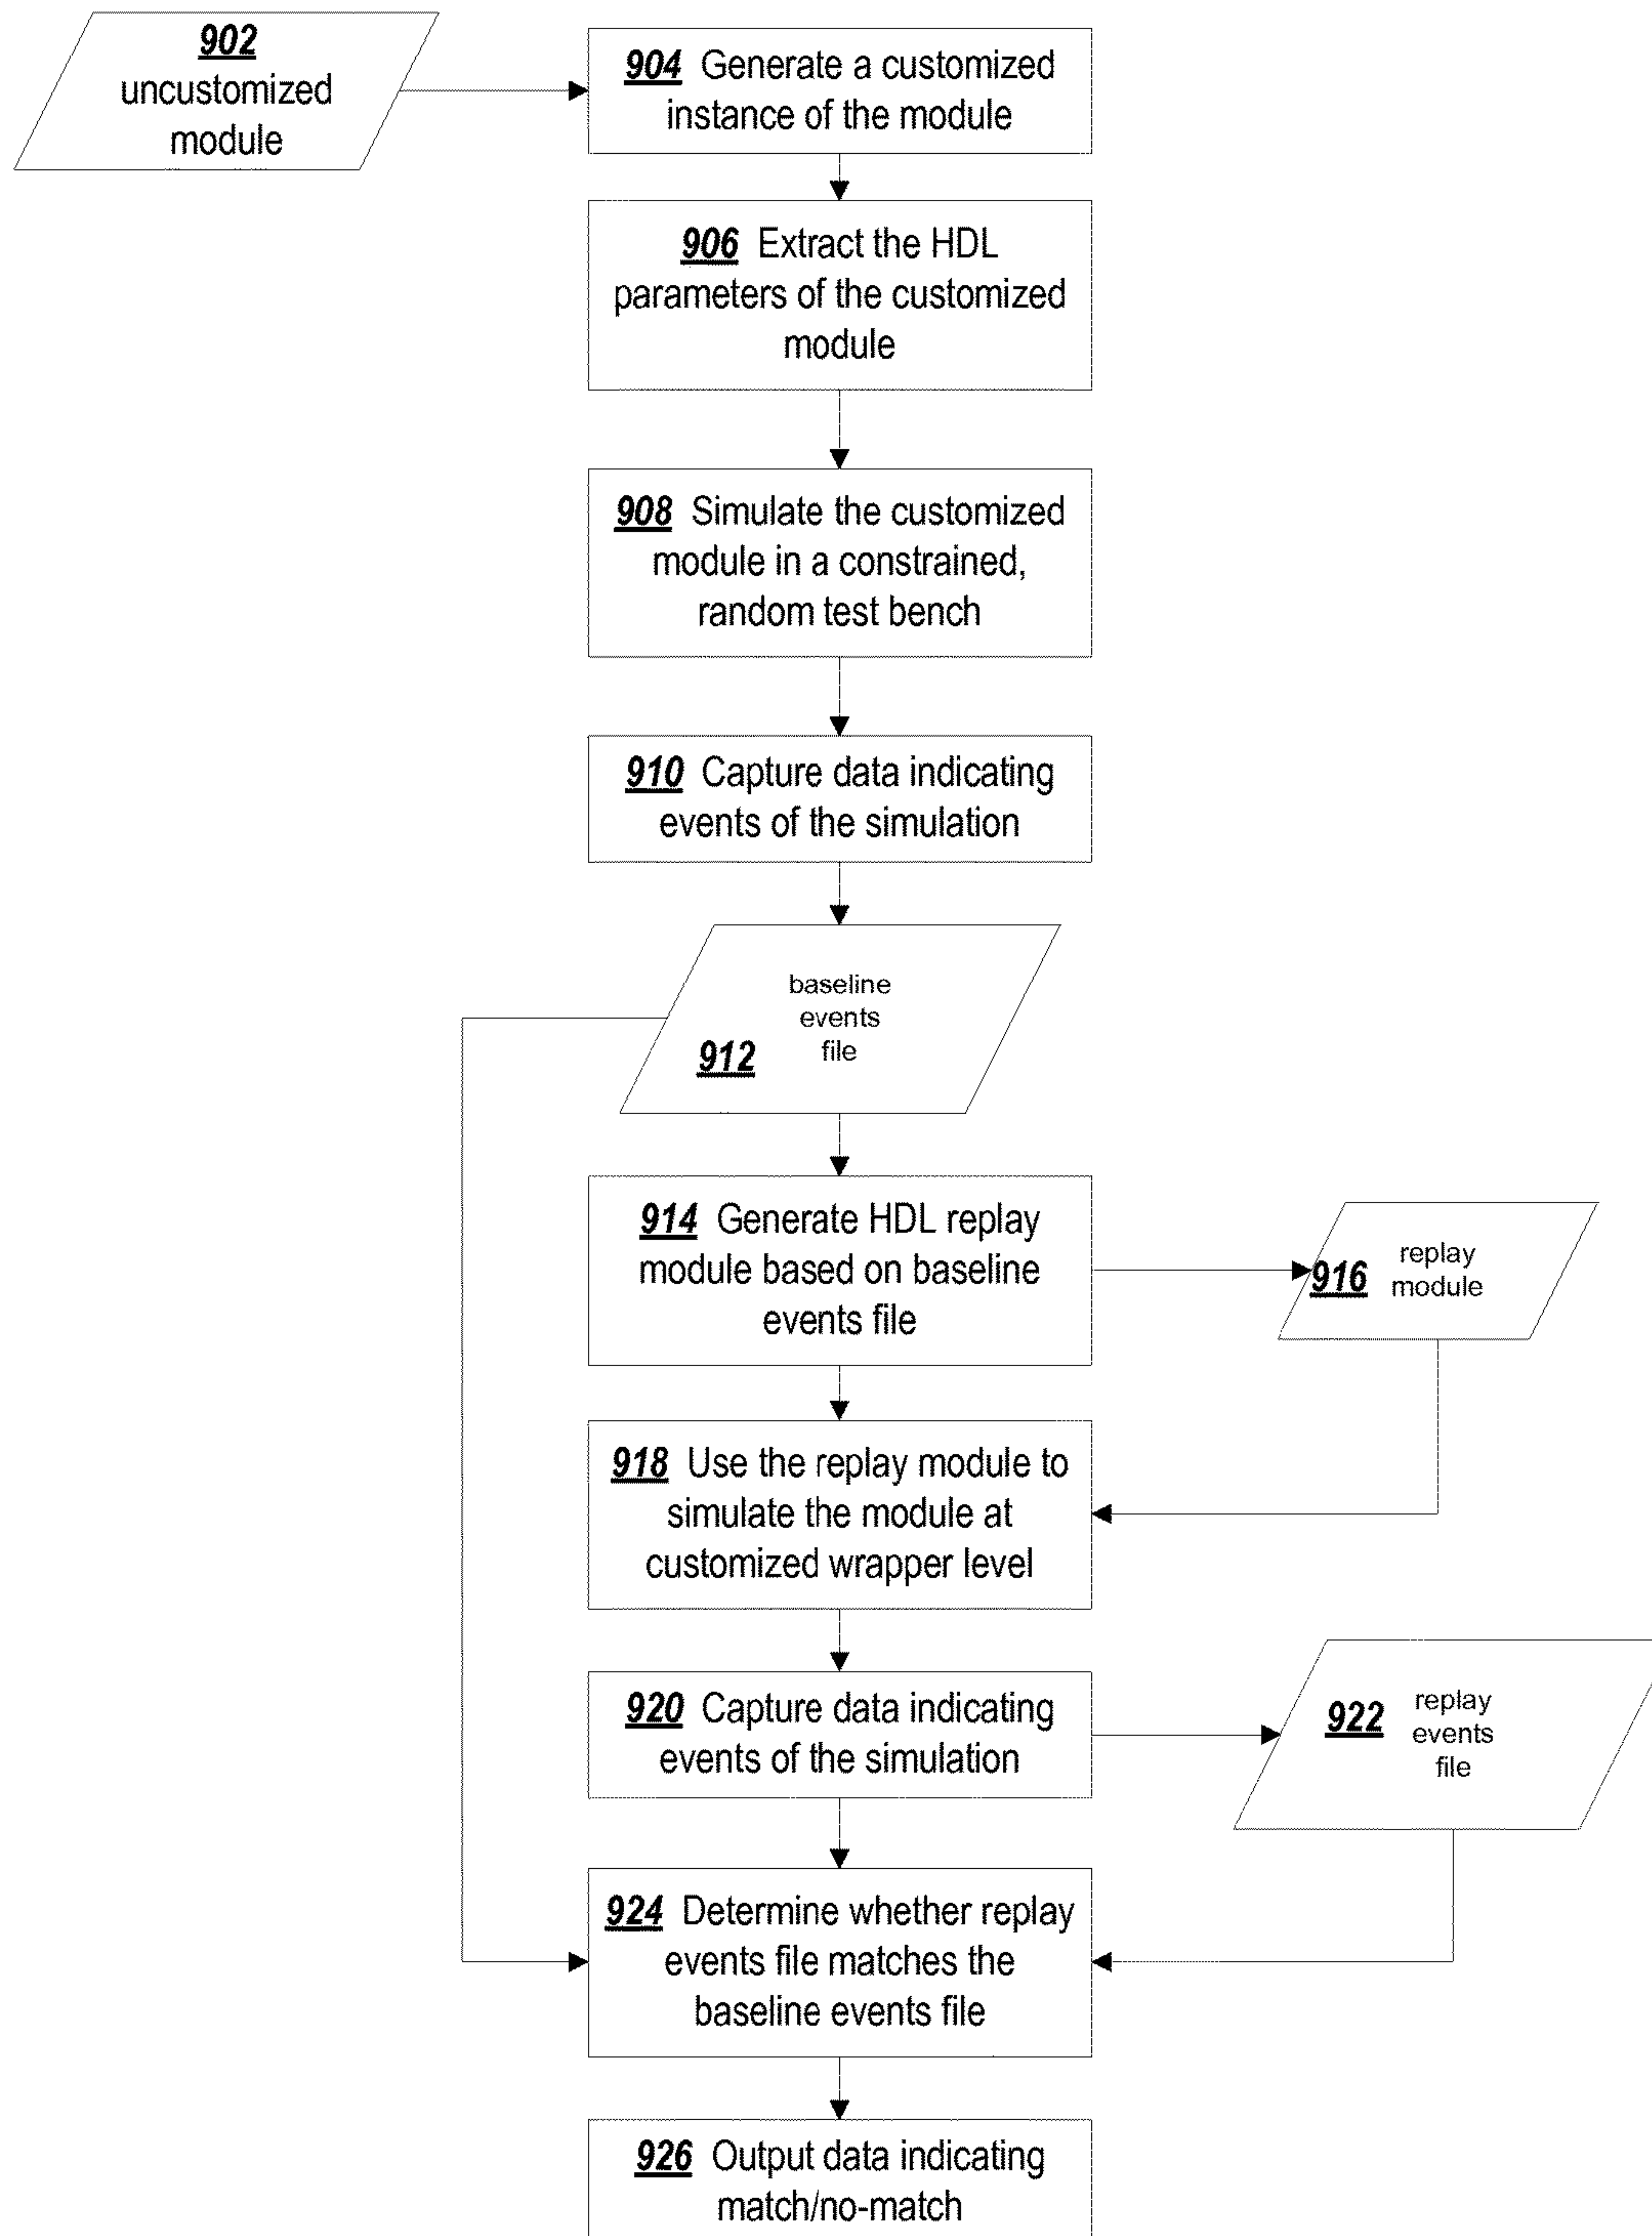 902
uncustomized
module
904 Generate a customized
instance of the module
906 Extract the HDL
parameters of the customized
module
908 Simulate the customized
module in a constrained,
random test bench
910 Capture data indicating
events of the simulation
baseline
events
file
912
914 Generate HDL replay
module based on baseline
events file
916 replay
module
918 Use the replay module to
simulate the module at
customized wrapper level
920 Capture data indicating
events of the simulation
922 replay
events
file
924 Determine whether replay
events file matches the
baseline events file
926 Output data indicating
match/no-match